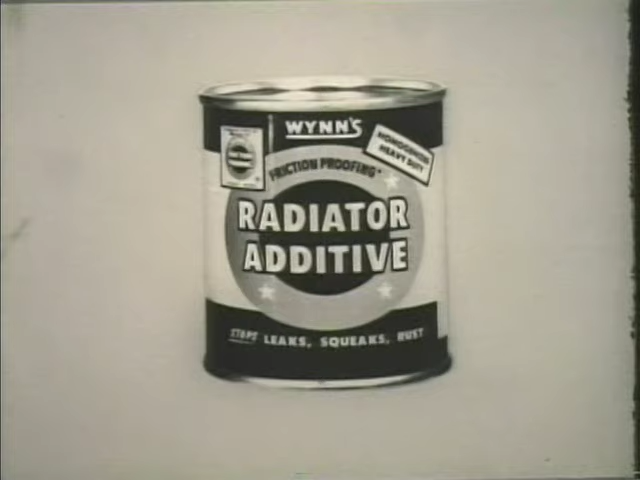 WYNN'S
HOMOGENIZED
HEAVY DUTY
FRICTION PROOFING
RADIATOR
ADDITIVE
STOPS LEAKS, SQUEAKS, RUST